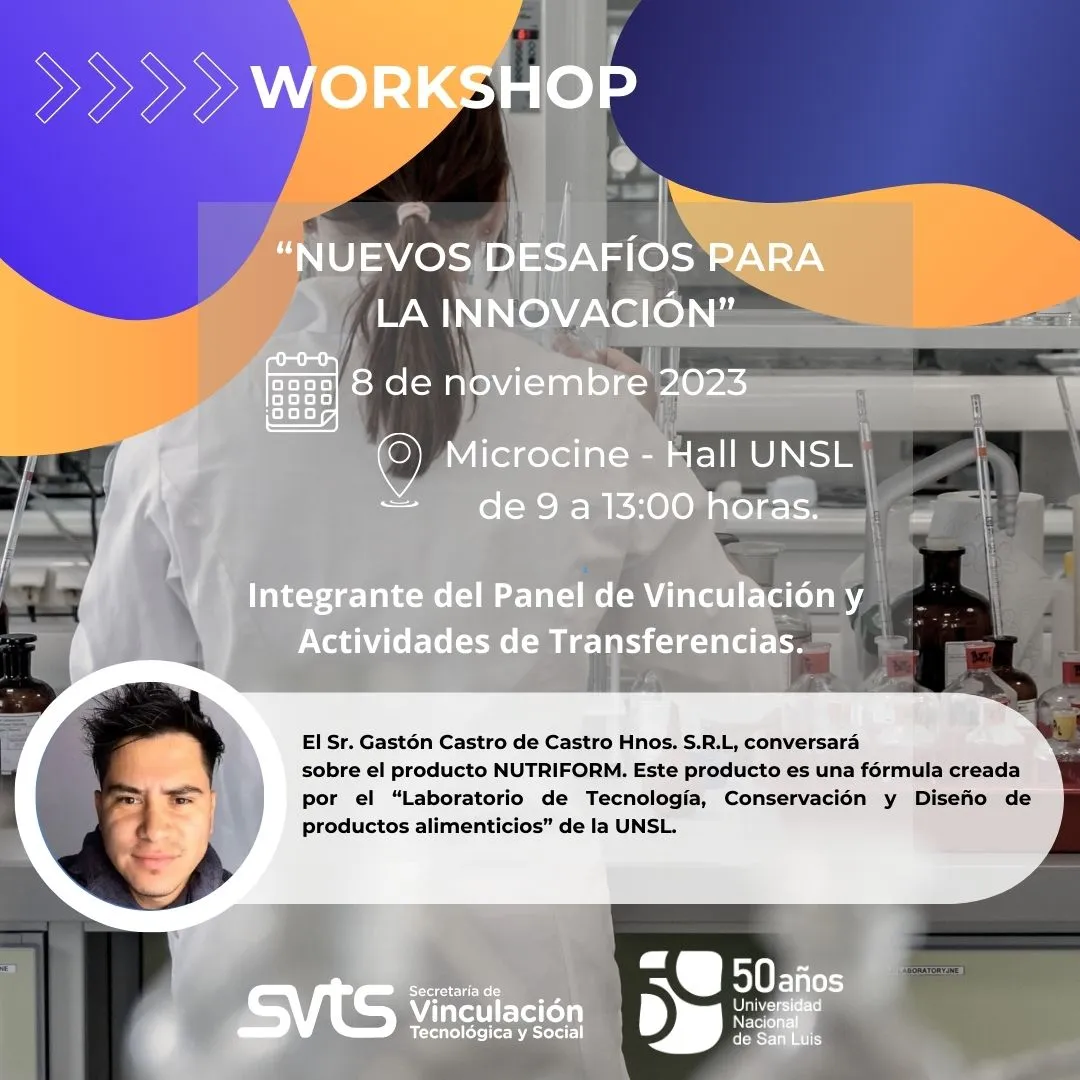 WORKSHOP
“NUEVOS DESAFÍOS PARA
LA INNOVACIÓN”
8 de noviembre 2023
Microcine - Hall UNSL
de 9 a 13:00 horas.
Integrante del Panel de Vinculación y
Actividades de Transferencias.
El Sr. Gastón Castro de Castro Hnos. S.R.L, conversará
sobre el producto NUTRIFORM. Este producto es una fórmula creada
por el “Laboratorio de Tecnología, Conservación y Diseño de
productos alimenticios” de la UNSL.
svts
Secretaría de
Vinculación
Tecnológica y Social
50 años
Universidad
Nacional
de San Luis